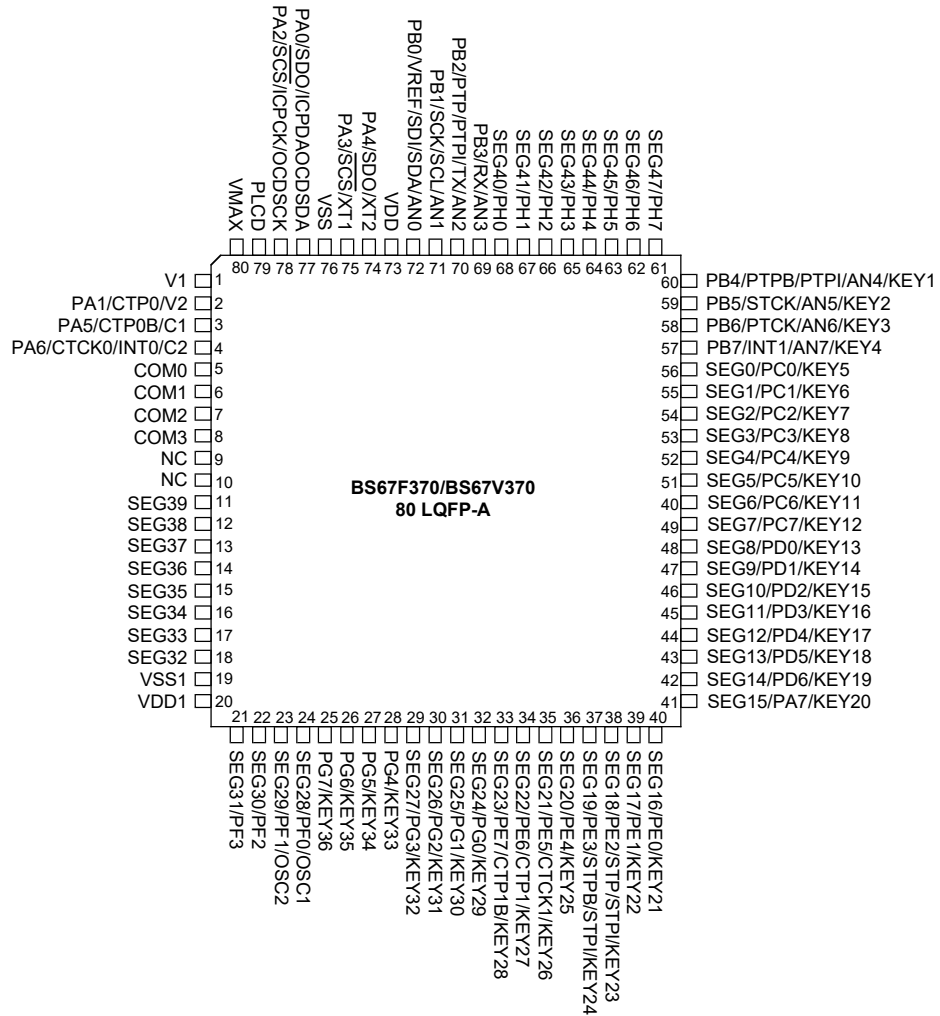 PA0/SDO/ICPDAOCDSDA
PA2/SCS/ICPCK/OCDSCK
PLCD
VMAX
VSS
PA3/SCS/XT1
PA4/SDO/XT2
VDD
PB0/VREF/SDI/SDA/AN0
PB1/SCK/SCL/AN1
PB2/PTP/PTPI/TX/AN2
PB3/RX/AN3
SEG40/PH0
SEG41/PH1
SEG42/PH2
SEG43/PH3
SEG44/PH4
SEG45/PH5
SEG46/PH6
SEG47/PH7
80 79 78 77 76 75 74 73 72 71 70 69 68 67 66 65 64 63 62 61
V1 1
PA1/CTP0/V2 2
PA5/CTP0B/C1 3
PA6/CTCK0/INT0/C2 4
COM0 5
COM1 6
COM2 7
COM3 8
NC 9
NC 10
SEG39 11
SEG38 12
SEG37 13
SEG36 14
SEG35 15
SEG34 16
SEG33 17
SEG32 18
VSS1 19
VDD1 20
BS67F370/BS67V370
80 LQFP-A
60 PB4/PTPB/PTPI/AN4/KEY1
59 PB5/STCK/AN5/KEY2
58 PB6/PTCK/AN6/KEY3
57 PB7/INT1/AN7/KEY4
56 SEG0/PC0/KEY5
55 SEG1/PC1/KEY6
54 SEG2/PC2/KEY7
53 SEG3/PC3/KEY8
52 SEG4/PC4/KEY9
51 SEG5/PC5/KEY10
40 SEG6/PC6/KEY11
49 SEG7/PC7/KEY12
48 SEG8/PD0/KEY13
47 SEG9/PD1/KEY14
46 SEG10/PD2/KEY15
45 SEG11/PD3/KEY16
44 SEG12/PD4/KEY17
43 SEG13/PD5/KEY18
42 SEG14/PD6/KEY19
41 SEG15/PA7/KEY20
21 22 23 24 25 26 27 28 29 30 31 32 33 34 35 36 37 38 39 40
SEG31/PF3
SEG30/PF2
SEG29/PF1/OSC2
SEG28/PF0/OSC1
PG7/KEY36
PG6/KEY35
PG5/KEY34
PG4/KEY33
SEG27/PG3/KEY32
SEG26/PG2/KEY31
SEG25/PG1/KEY30
SEG24/PG0/KEY29
SEG23/PE7/CTP1B/KEY28
SEG22/PE6/CTP1/KEY27
SEG21/PE5/CTCK1/KEY26
SEG20/PE4/KEY25
SEG19/PE3/STPB/STPI/KEY24
SEG18/PE2/STP/STPI/KEY23
SEG17/PE1/KEY22
SEG16/PE0/KEY21